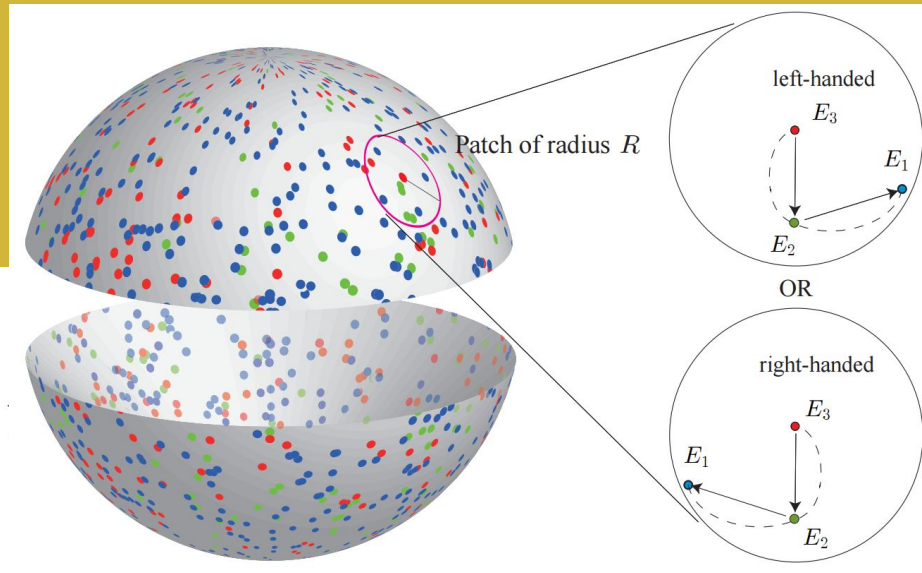 left-handed
E₃
Patch of radius R
E₁
E₂
OR
right-handed
E₃
E₁
E₂